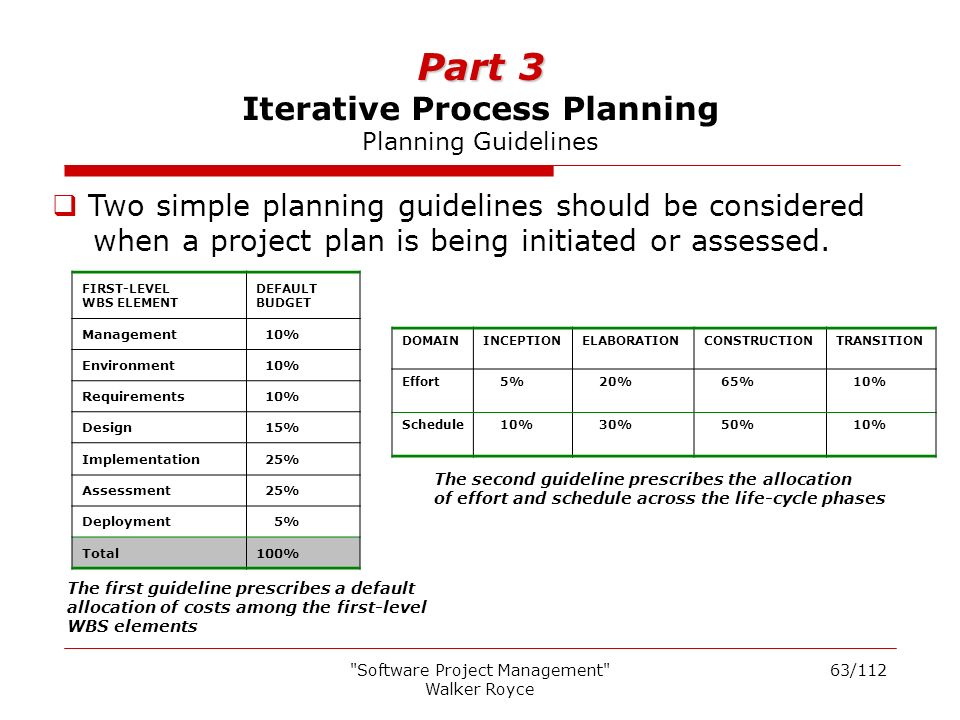 Part 3
Iterative Process Planning
Planning Guidelines
Two simple planning guidelines should be considered
when a project plan is being initiated or assessed.
FIRST-LEVEL WBS ELEMENT DEFAULT BUDGET
Management 10%
Environment 10%
Requirements 10%
Design 15%
Implementation 25%
Assessment 25%
Deployment 5%
Total 100%
The first guideline prescribes a default
allocation of costs among the first-level
WBS elements
DOMAIN INCEPTION ELABORATION CONSTRUCTION TRANSITION
Effort 5% 20% 65% 10%
Schedule 10% 30% 50% 10%
The second guideline prescribes the allocation
of effort and schedule across the life-cycle phases
"Software Project Management"
Walker Royce
63/112